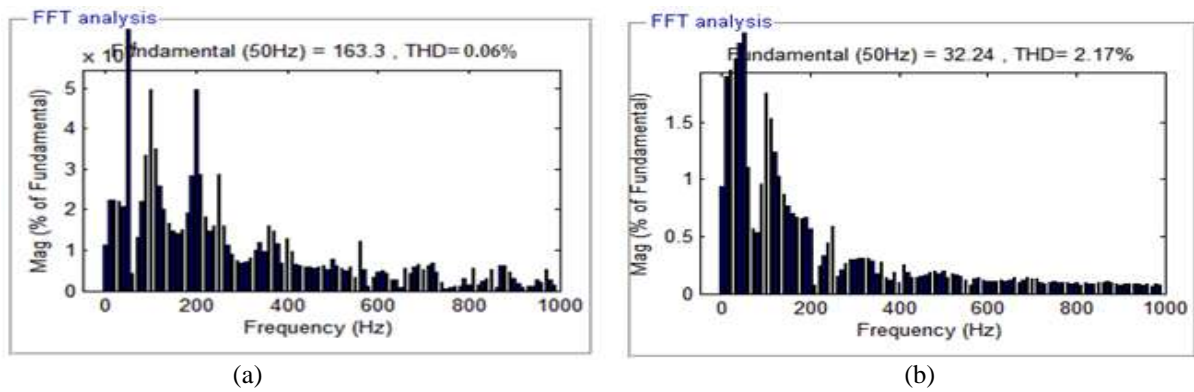 FFT analysis
× 10
Fundamental (50Hz) = 163.3 , THD= 0.06%
Mag (% of Fundamental)
5
4
3
2
1
0
0 200 400 600 800 1000
Frequency (Hz)
(a)
FFT analysis
Fundamental (50Hz) = 32.24 , THD= 2.17%
Mag (% of Fundamental)
1.5
1
0.5
0
0 200 400 600 800 1000
Frequency (Hz)
(b)